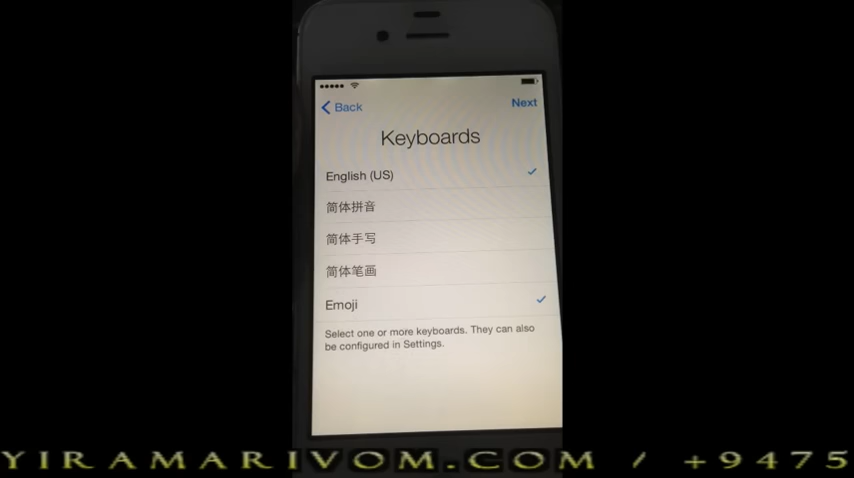 Back
Next
Keyboards
English (US)
简体拼音
简体手写
简体笔画
Emoji
Select one or more keyboards. They can also
be configured in Settings.
YIRAMARIVOM.COM / +9475